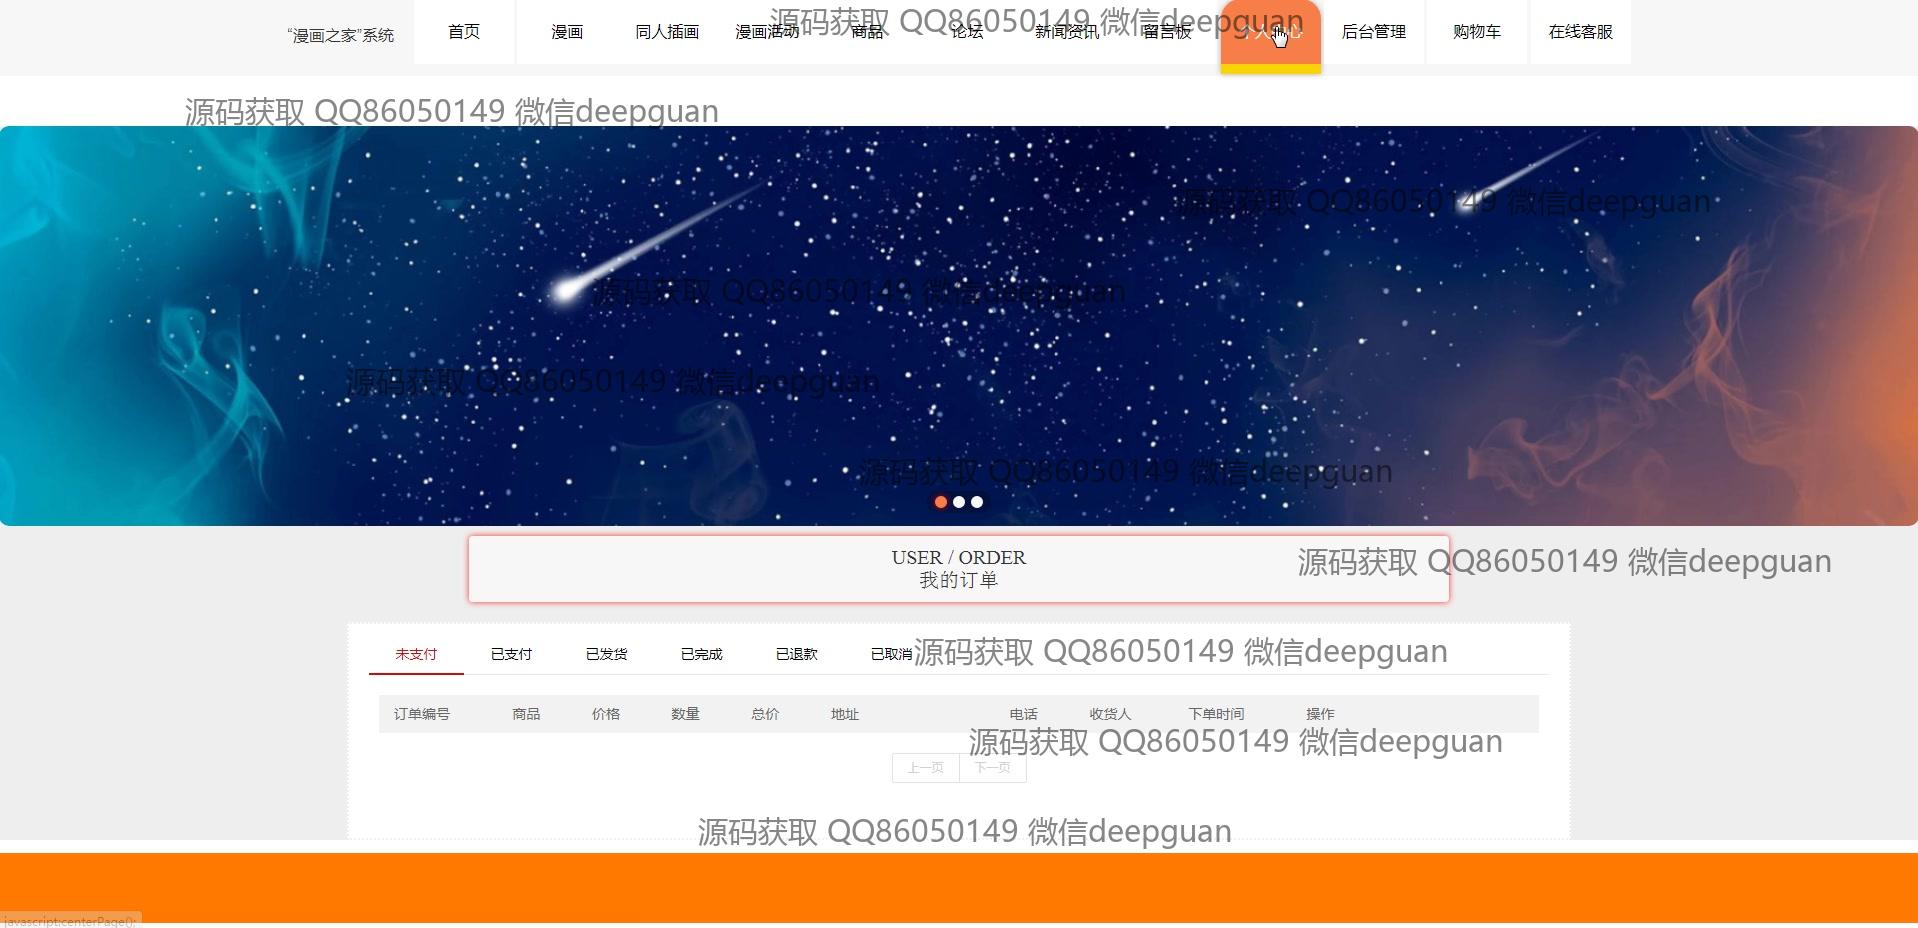 “漫画之家”系统
首页
漫画
同人插画
漫画活动
商品
论坛
新闻资讯
留言板
个人中心
后台管理
购物车
在线客服
源码获取 QQ86050149 微信deepguan
源码获取 QQ86050149 微信deepguan
源码获取 QQ86050149 微信deepguan
源码获取 QQ86050149 微信deepguan
源码获取 QQ86050149 微信deepguan
源码获取 QQ86050149 微信deepguan
USER / ORDER
我的订单
源码获取 QQ86050149 微信deepguan
未支付
已支付
已发货
已完成
已退款
已取消
源码获取 QQ86050149 微信deepguan
订单编号
商品
价格
数量
总价
地址
电话
收货人
下单时间
操作
源码获取 QQ86050149 微信deepguan
上一页
下一页
源码获取 QQ86050149 微信deepguan
javascript:centerPage();